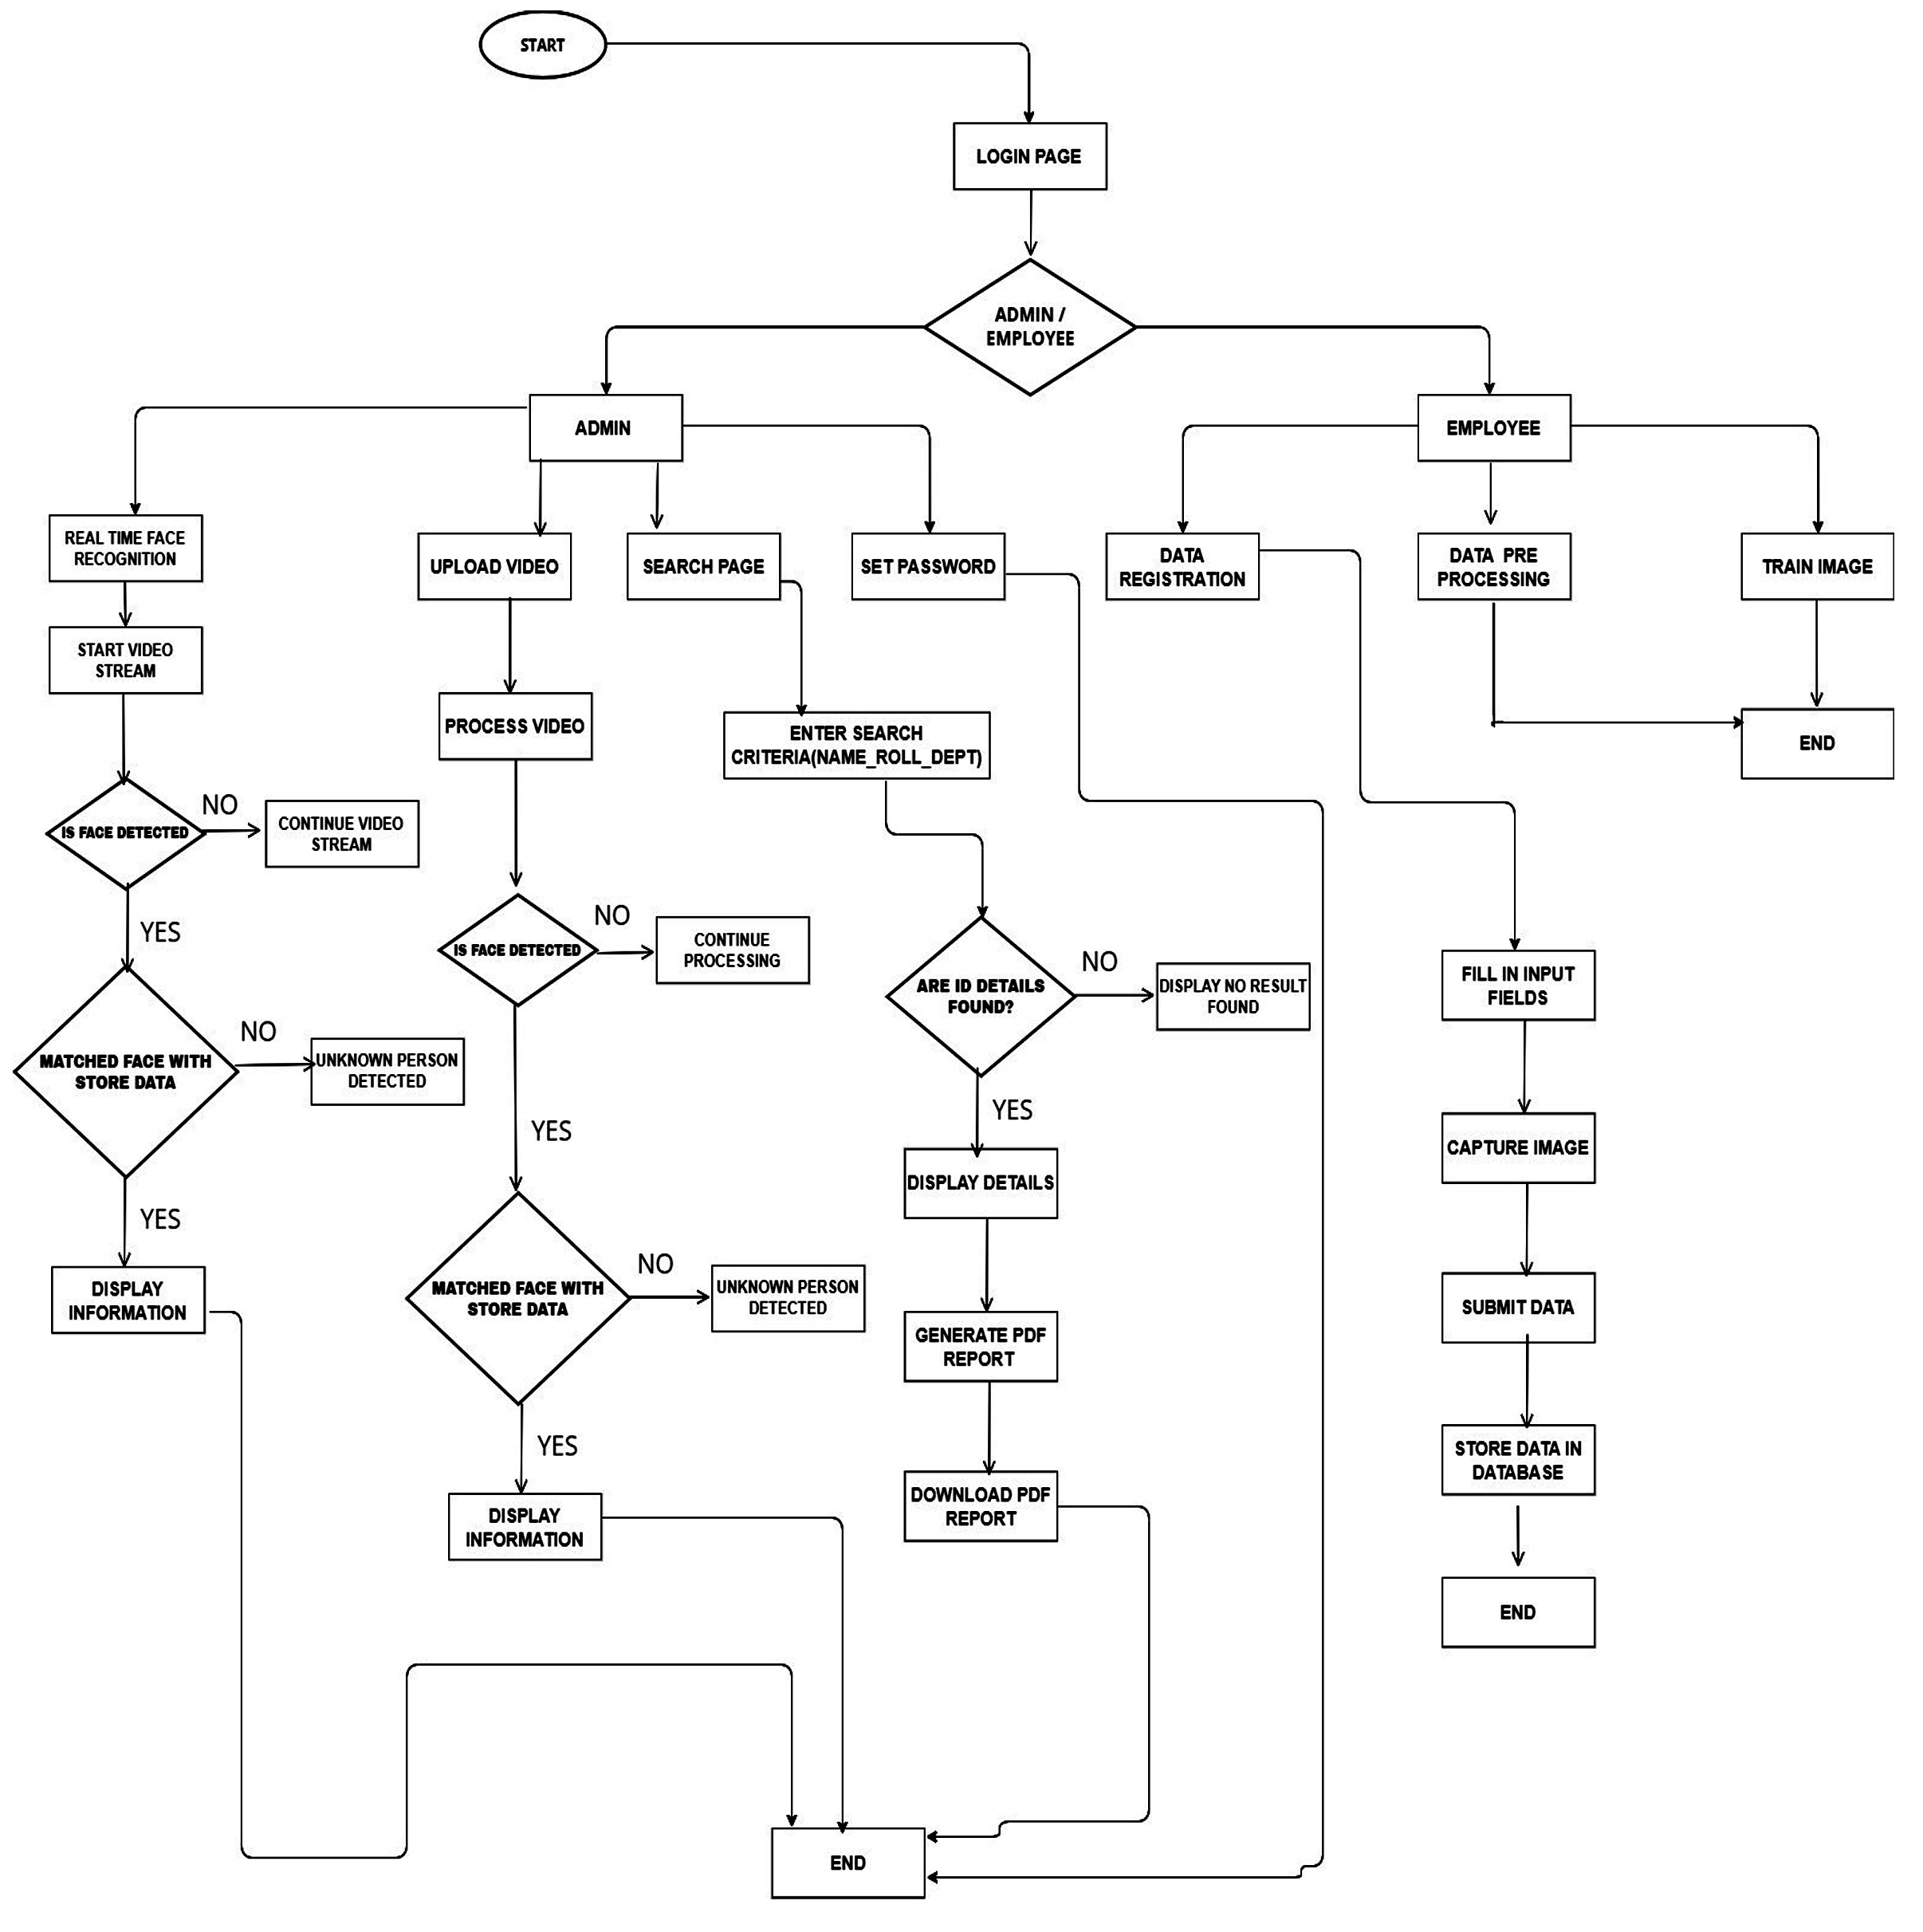 START
LOGIN PAGE
ADMIN /
EMPLOYEE
ADMIN
EMPLOYEE
REAL TIME FACE
RECOGNITION
UPLOAD VIDEO
SEARCH PAGE
SET PASSWORD
DATA
REGISTRATION
DATA PRE
PROCESSING
TRAIN IMAGE
START VIDEO
STREAM
PROCESS VIDEO
ENTER SEARCH
CRITERIA(NAME_ROLL_DEPT)
END
IS FACE DETECTED
NO
CONTINUE VIDEO
STREAM
YES
IS FACE DETECTED
NO
CONTINUE
PROCESSING
ARE ID DETAILS
FOUND?
NO
DISPLAY NO RESULT
FOUND
FILL IN INPUT
FIELDS
MATCHED FACE WITH
STORE DATA
NO
UNKNOWN PERSON
DETECTED
YES
YES
CAPTURE IMAGE
DISPLAY DETAILS
YES
DISPLAY
INFORMATION
MATCHED FACE WITH
STORE DATA
NO
UNKNOWN PERSON
DETECTED
GENERATE PDF
REPORT
SUBMIT DATA
YES
DISPLAY
INFORMATION
DOWNLOAD PDF
REPORT
STORE DATA IN
DATABASE
END
END